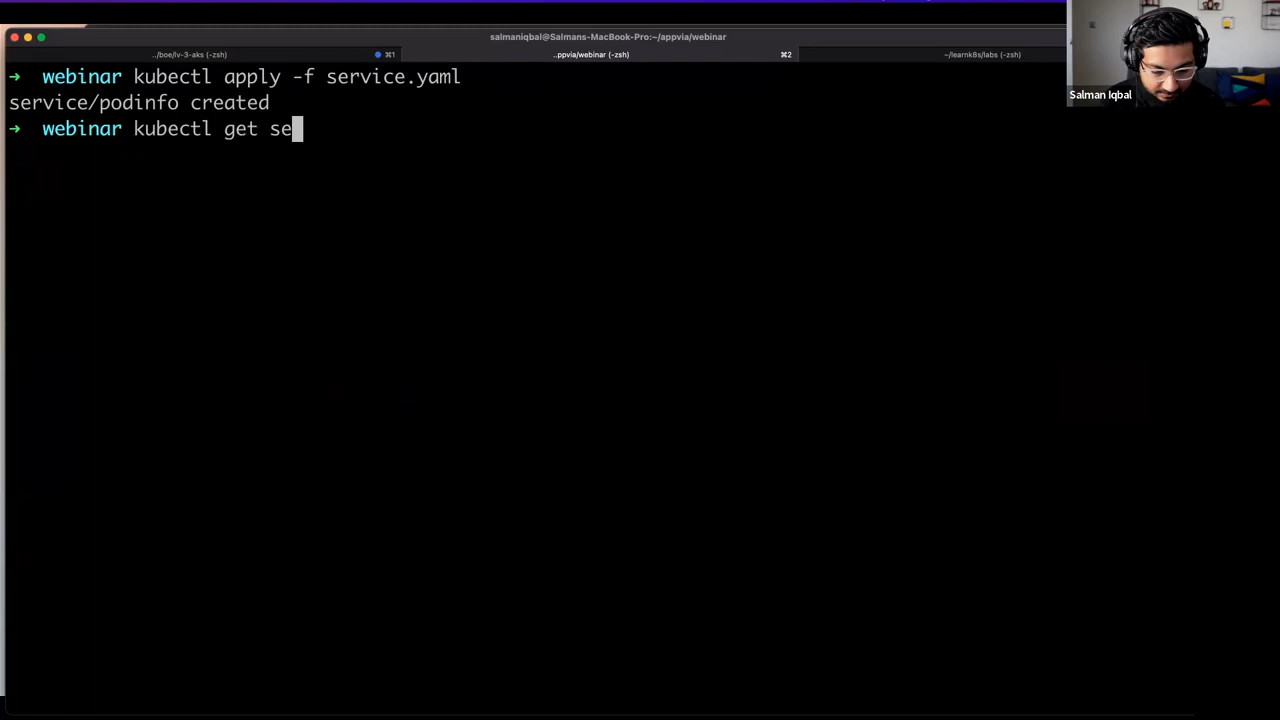 salmaniqbal@Salmans-MacBook-Pro:~/appvia/webinar
../boe/lv-3-aks (-zsh) ⌘1 ..ppvia/webinar (-zsh) ⌘2 ~/learnk8s/labs (-zsh)
→ webinar kubectl apply -f service.yaml
service/podinfo created
→ webinar kubectl get se
Salman Iqbal